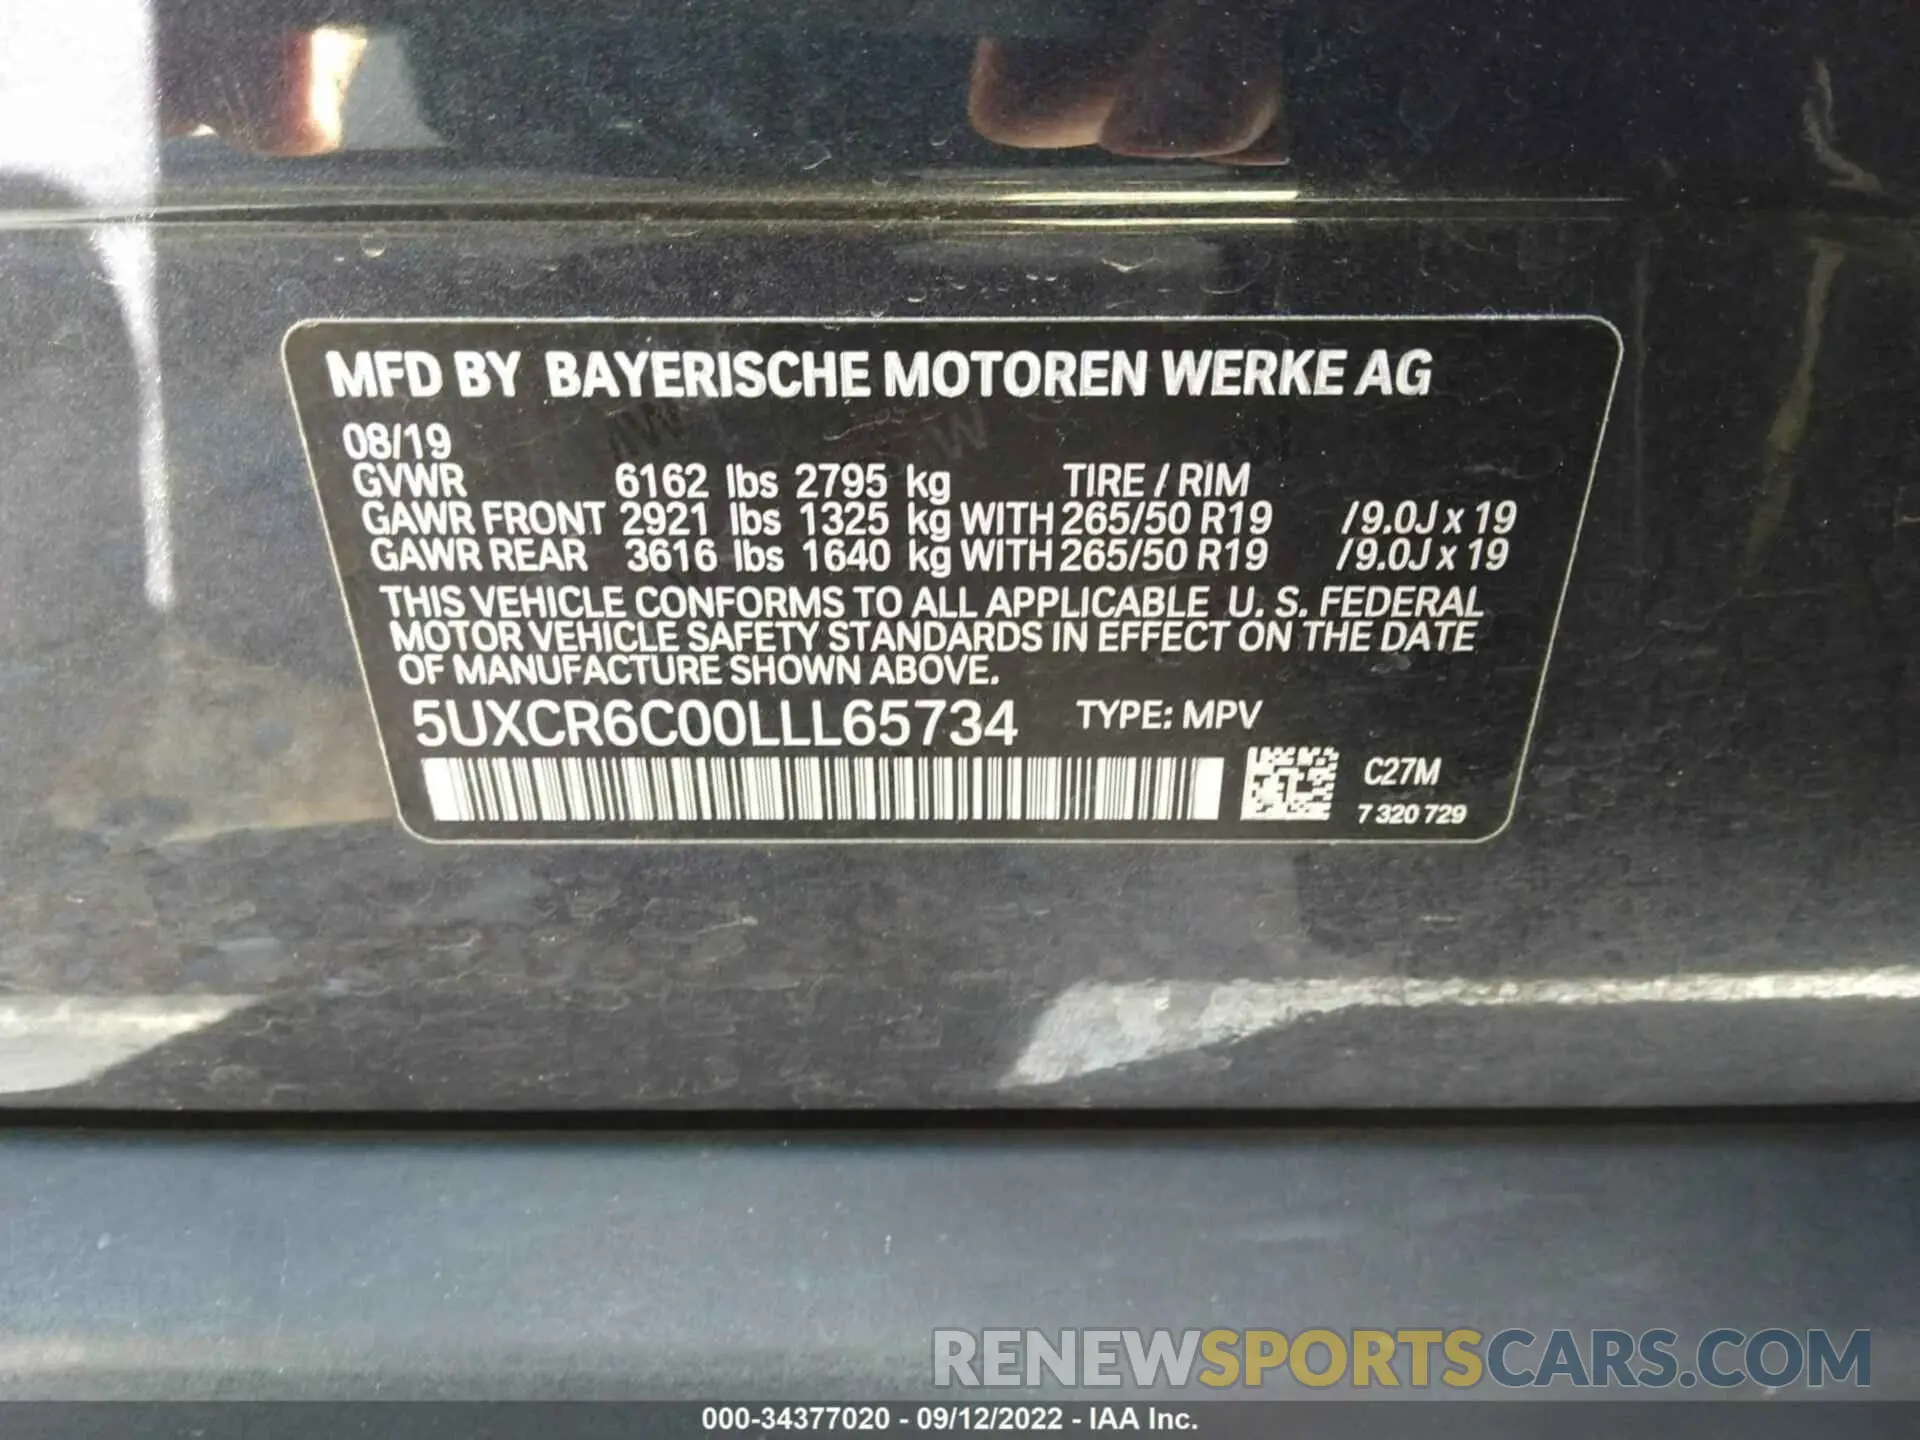 MFD BY BAYERISCHE MOTOREN WERKE AG
08/19
GVWR 6162 lbs 2795 kg TIRE / RIM
GAWR FRONT 2921 lbs 1325 kg WITH 265/50 R19 /9.0J x 19
GAWR REAR 3616 lbs 1640 kg WITH 265/50 R19 /9.0J x 19
THIS VEHICLE CONFORMS TO ALL APPLICABLE U. S. FEDERAL
MOTOR VEHICLE SAFETY STANDARDS IN EFFECT ON THE DATE
OF MANUFACTURE SHOWN ABOVE.
5UXCR6C00LLL65734 TYPE: MPV
C27M
7 320 729
RENEWSPORTSCARS.COM
000-34377020 - 09/12/2022 - IAA Inc.